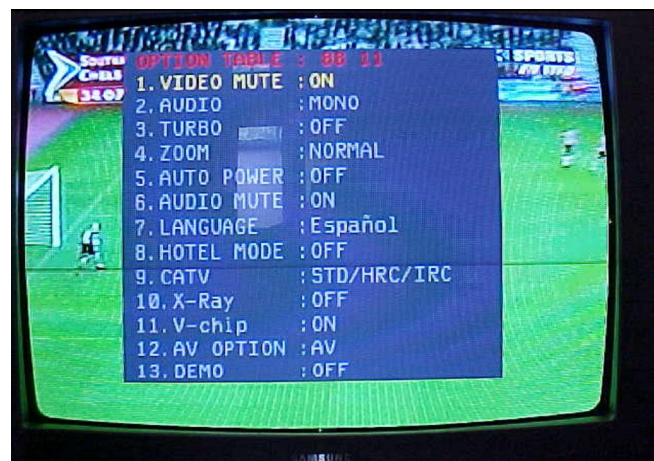 OPTION TABLE : 00 11
1. VIDEO MUTE : ON
2. AUDIO : MONO
3. TURBO : OFF
4. ZOOM : NORMAL
5. AUTO POWER : OFF
6. AUDIO MUTE : ON
7. LANGUAGE : Español
8. HOTEL MODE : OFF
9. CATV : STD/HRC/IRC
10. X-Ray : OFF
11. V-chip : ON
12. AV OPTION : AV
13. DEMO : OFF
SPORTS
SAMSUNG